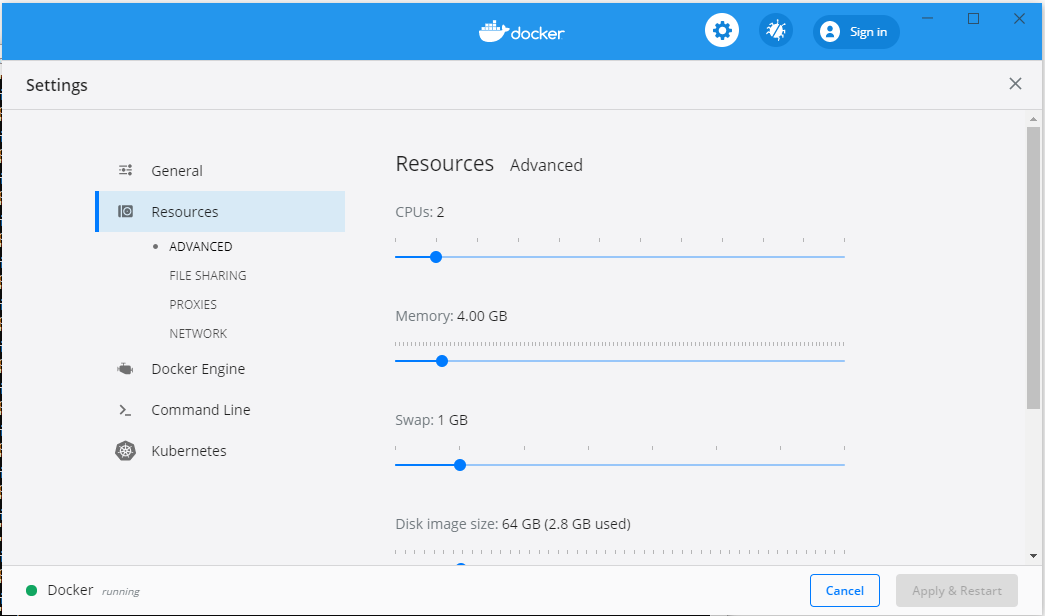 docker
Sign in
Settings
General
Resources
ADVANCED
FILE SHARING
PROXIES
NETWORK
Docker Engine
Command Line
Kubernetes
Resources Advanced
CPUs: 2
Memory: 4.00 GB
Swap: 1 GB
Disk image size: 64 GB (2.8 GB used)
Docker running
Cancel
Apply & Restart